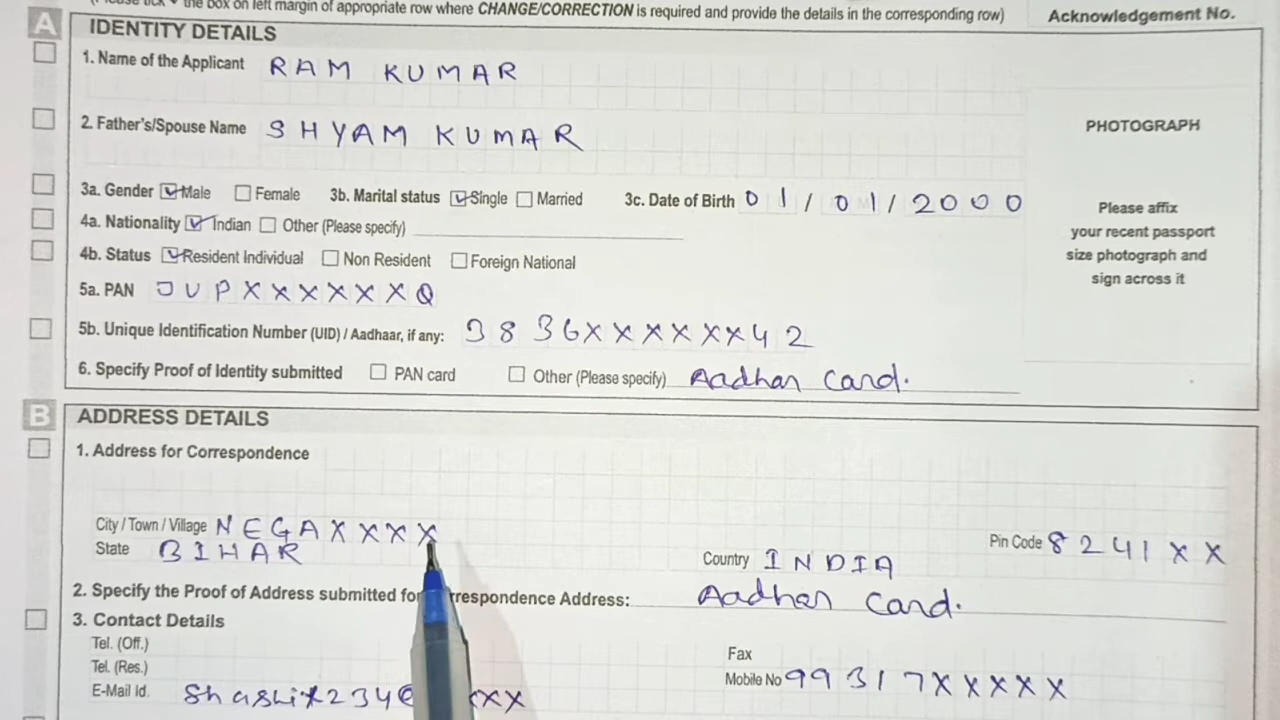 the box on left margin of appropriate row where CHANGE/CORRECTION is required and provide the details in the corresponding row)
Acknowledgement No.
A IDENTITY DETAILS
1. Name of the Applicant RAM KUMAR
2. Father's/Spouse Name SHYAM KUMAR
PHOTOGRAPH
3a. Gender Male Female 3b. Marital status Single Married 3c. Date of Birth 01/01/2000
4a. Nationality Indian Other (Please specify)
4b. Status Resident Individual Non Resident Foreign National
Please affix
your recent passport
size photograph and
sign across it
5a. PAN JUPXXXXXXQ
5b. Unique Identification Number (UID) / Aadhaar, if any: 3836XXXXXX42
6. Specify Proof of Identity submitted PAN card Other (Please specify) Aadhar Card.
B ADDRESS DETAILS
1. Address for Correspondence
City / Town / Village NEGAXXXX Pin Code 8241XX
State BIHAR Country INDIA
2. Specify the Proof of Address submitted for Correspondence Address: Aadhar Card.
3. Contact Details
Tel. (Off.) Fax
Tel. (Res.) Mobile No 99317XXXXX
E-Mail Id.